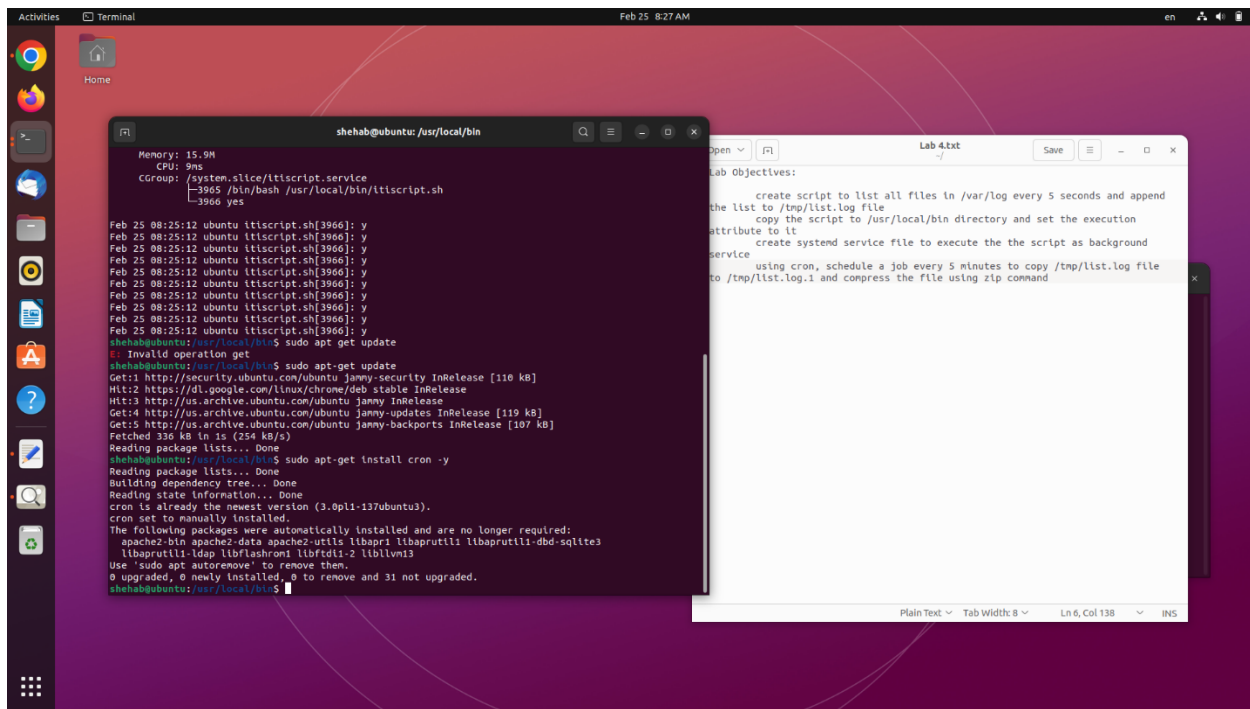 Activities Terminal Feb 25 8:27 AM en
Home
shehab@ubuntu: /usr/local/bin
Memory: 15.9M
CPU: 9ms
CGroup: /system.slice/itiscript.service
├─3965 /bin/bash /usr/local/bin/itiscript.sh
└─3966 yes
Feb 25 08:25:12 ubuntu itiscript.sh[3966]: y
Feb 25 08:25:12 ubuntu itiscript.sh[3966]: y
Feb 25 08:25:12 ubuntu itiscript.sh[3966]: y
Feb 25 08:25:12 ubuntu itiscript.sh[3966]: y
Feb 25 08:25:12 ubuntu itiscript.sh[3966]: y
Feb 25 08:25:12 ubuntu itiscript.sh[3966]: y
Feb 25 08:25:12 ubuntu itiscript.sh[3966]: y
Feb 25 08:25:12 ubuntu itiscript.sh[3966]: y
Feb 25 08:25:12 ubuntu itiscript.sh[3966]: y
Feb 25 08:25:12 ubuntu itiscript.sh[3966]: y
shehab@ubuntu:/usr/local/bin$ sudo apt get update
E: Invalid operation get
shehab@ubuntu:/usr/local/bin$ sudo apt-get update
Get:1 http://security.ubuntu.com/ubuntu jammy-security InRelease [110 kB]
Hit:2 https://dl.google.com/linux/chrome/deb stable InRelease
Hit:3 http://us.archive.ubuntu.com/ubuntu jammy InRelease
Get:4 http://us.archive.ubuntu.com/ubuntu jammy-updates InRelease [119 kB]
Get:5 http://us.archive.ubuntu.com/ubuntu jammy-backports InRelease [107 kB]
Fetched 336 kB in 1s (254 kB/s)
Reading package lists... Done
shehab@ubuntu:/usr/local/bin$ sudo apt-get install cron -y
Reading package lists... Done
Building dependency tree... Done
Reading state information... Done
cron is already the newest version (3.0pl1-137ubuntu3).
cron set to manually installed.
The following packages were automatically installed and are no longer required:
apache2-bin apache2-data apache2-utils libapr1 libaprutil1 libaprutil1-dbd-sqlite3
libaprutil1-ldap libflashrom1 libftdi1-2 libllvm13
Use 'sudo apt autoremove' to remove them.
0 upgraded, 0 newly installed, 0 to remove and 31 not upgraded.
shehab@ubuntu:/usr/local/bin$
Open Lab 4.txt Save
~/
Lab Objectives:
create script to list all files in /var/log every 5 seconds and append
the list to /tmp/list.log file
copy the script to /usr/local/bin directory and set the execution
attribute to it
create systemd service file to execute the the script as background
service
using cron, schedule a job every 5 minutes to copy /tmp/list.log file
to /tmp/list.log.1 and compress the file using zip command
Plain Text Tab Width: 8 Ln 6, Col 138 INS